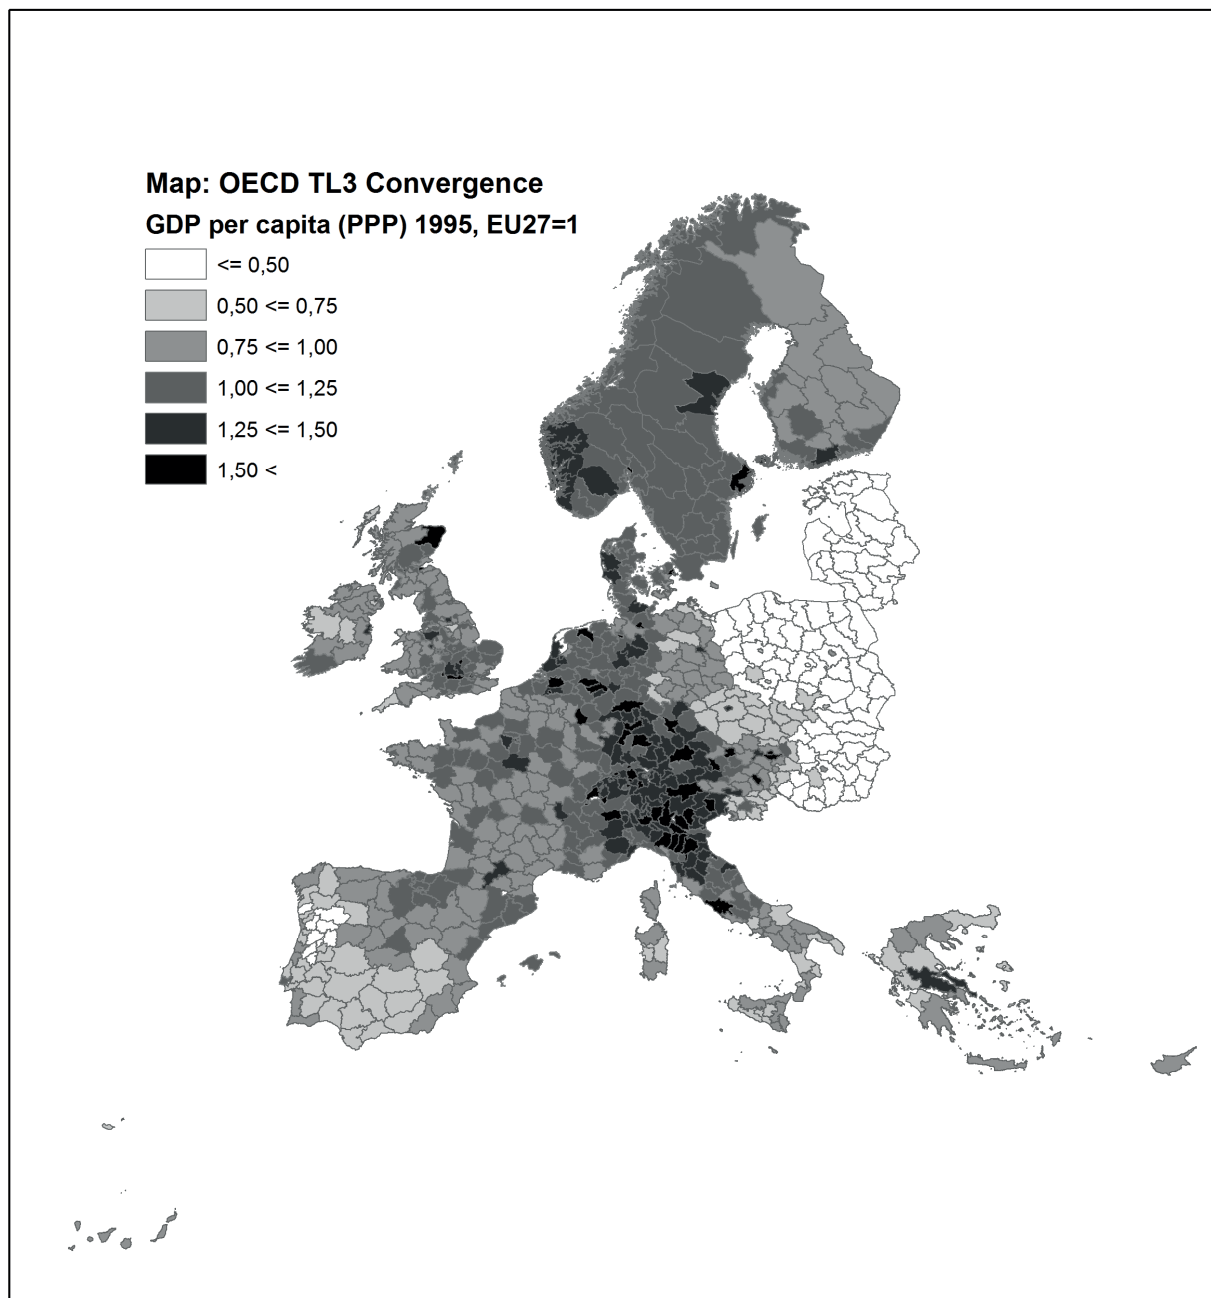 Map: OECD TL3 Convergence
GDP per capita (PPP) 1995, EU27=1
<= 0,50
0,50 <= 0,75
0,75 <= 1,00
1,00 <= 1,25
1,25 <= 1,50
1,50 <